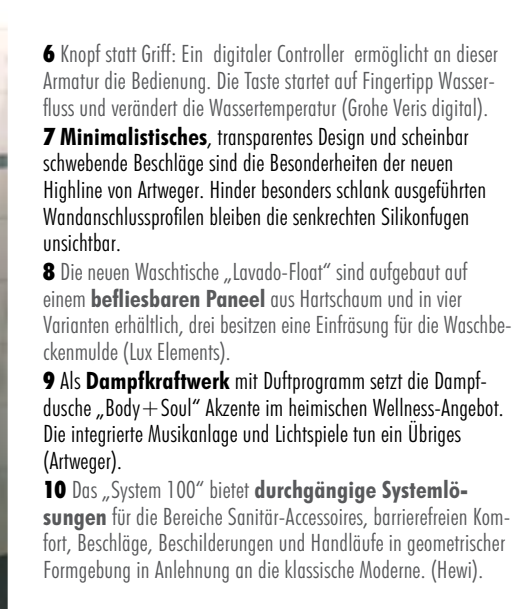 6 Knopf statt Griff: Ein digitaler Controller ermöglicht an dieser
Armatur die Bedienung. Die Taste startet auf Fingertipp Wasser-
fluss und verändert die Wassertemperatur (Grohe Veris digital).
7 Minimalistisches, transparentes Design und scheinbar
schwebende Beschläge sind die Besonderheiten der neuen
Highline von Artweger. Hinder besonders schlank ausgeführten
Wandanschlussprofilen bleiben die senkrechten Silikonfugen
unsichtbar.
8 Die neuen Waschtische „Lavado-Float“ sind aufgebaut auf
einem befliesbaren Paneel aus Hartschaum und in vier
Varianten erhältlich, drei besitzen eine Einfräsung für die Waschbe-
ckenmulde (Lux Elements).
9 Als Dampfkraftwerk mit Duftprogramm setzt die Dampf-
dusche „Body+Soul“ Akzente im heimischen Wellness-Angebot.
Die integrierte Musikanlage und Lichtspiele tun ein Übriges
(Artweger).
10 Das „System 100“ bietet durchgängige Systemlö-
sungen für die Bereiche Sanitär-Accessoires, barrierefreien Kom-
fort, Beschläge, Beschilderungen und Handläufe in geometrischer
Formgebung in Anlehnung an die klassische Moderne. (Hewi).